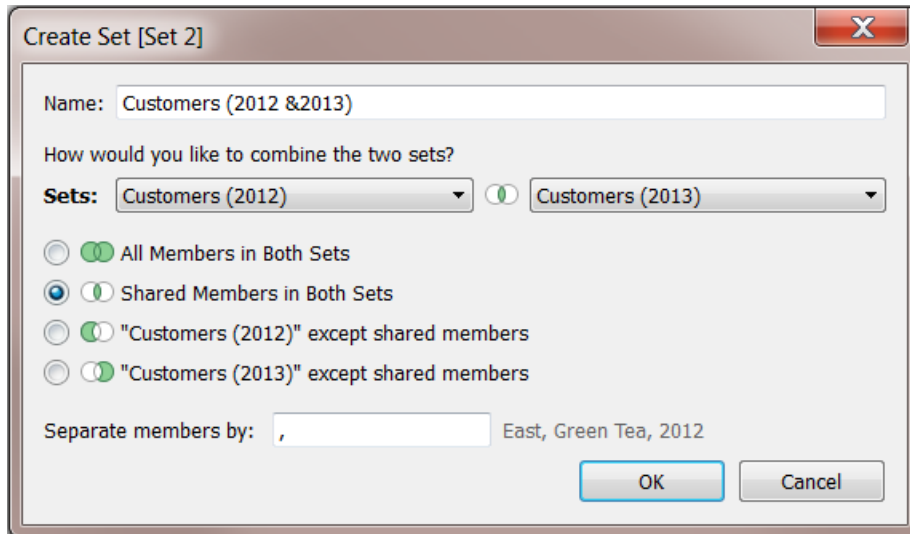 Create Set [Set 2]
Name: Customers (2012 &2013)
How would you like to combine the two sets?
Sets: Customers (2012) Customers (2013)
All Members in Both Sets
Shared Members in Both Sets
"Customers (2012)" except shared members
"Customers (2013)" except shared members
Separate members by: , East, Green Tea, 2012
OK Cancel